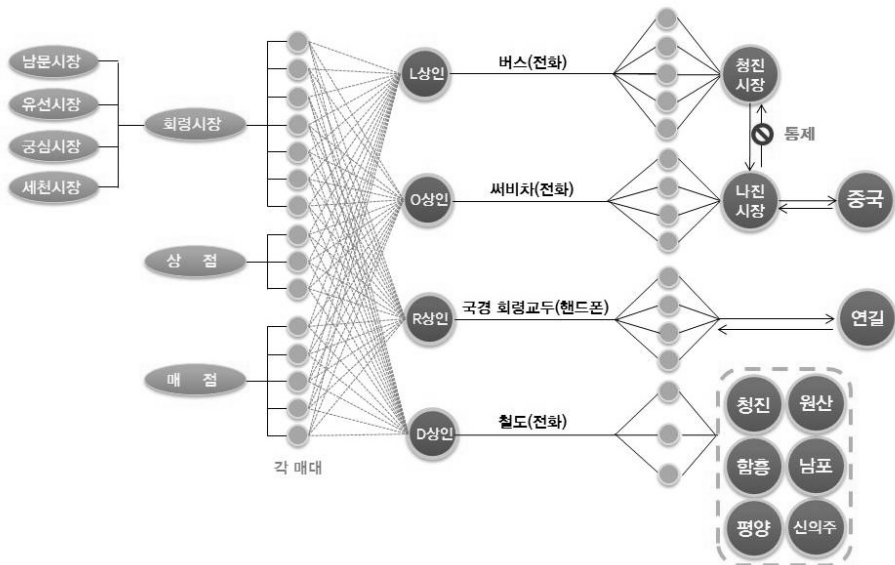 남문시장
유선시장
궁심시장
세천시장
회령시장
상 점
매 점
각 매대
L상인
O상인
R상인
D상인
버스(전화)
써비차(전화)
국경 회령교두(핸드폰)
철도(전화)
청진
시장
통제
나진
시장
중국
연길
청진
원산
함흥
남포
평양
신의주